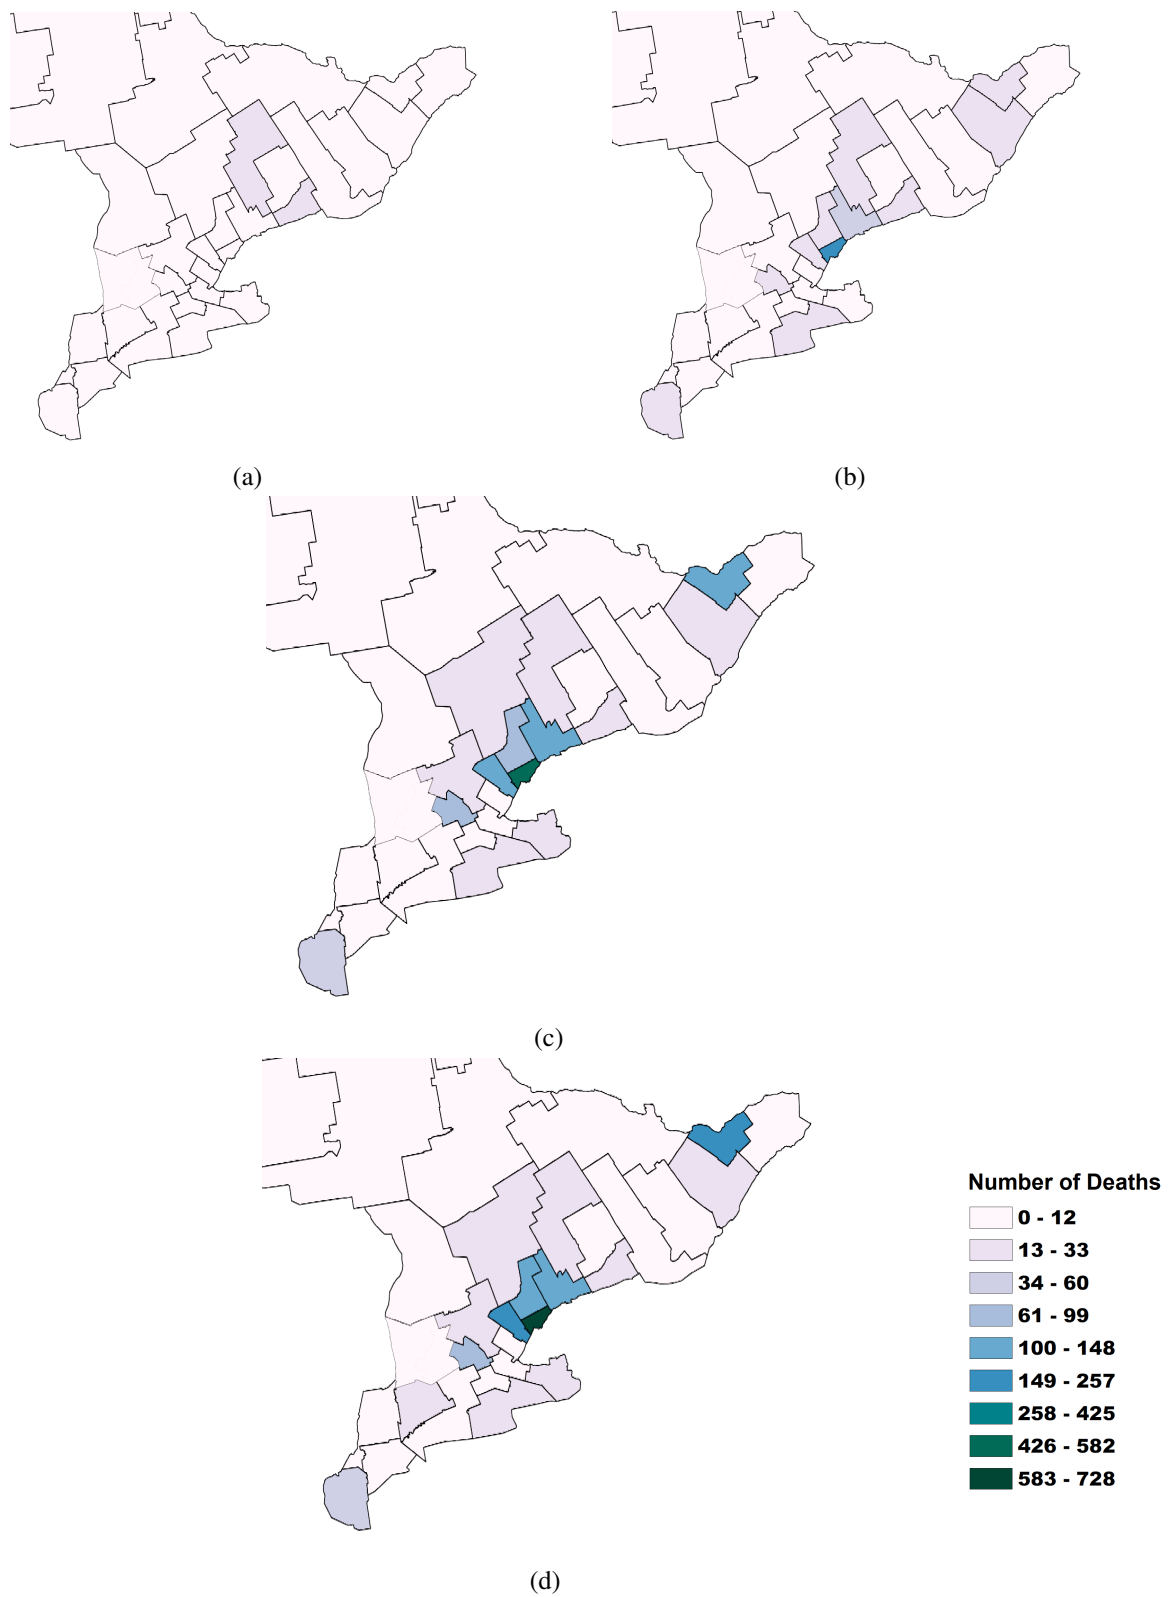 (a)
(b)
(c)
Number of Deaths
0 - 12
13 - 33
34 - 60
61 - 99
100 - 148
149 - 257
258 - 425
426 - 582
583 - 728
(d)